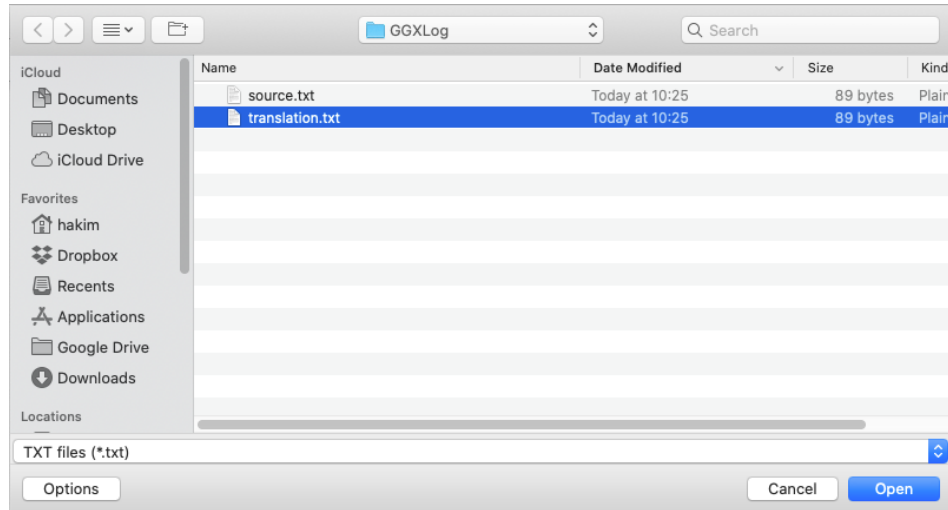 GGXLog
Search
iCloud
Documents
Desktop
iCloud Drive
Favorites
hakim
Dropbox
Recents
Applications
Google Drive
Downloads
Locations
Name Date Modified Size Kind
source.txt Today at 10:25 89 bytes Plain
translation.txt Today at 10:25 89 bytes Plain
TXT files (*.txt)
Options Cancel Open